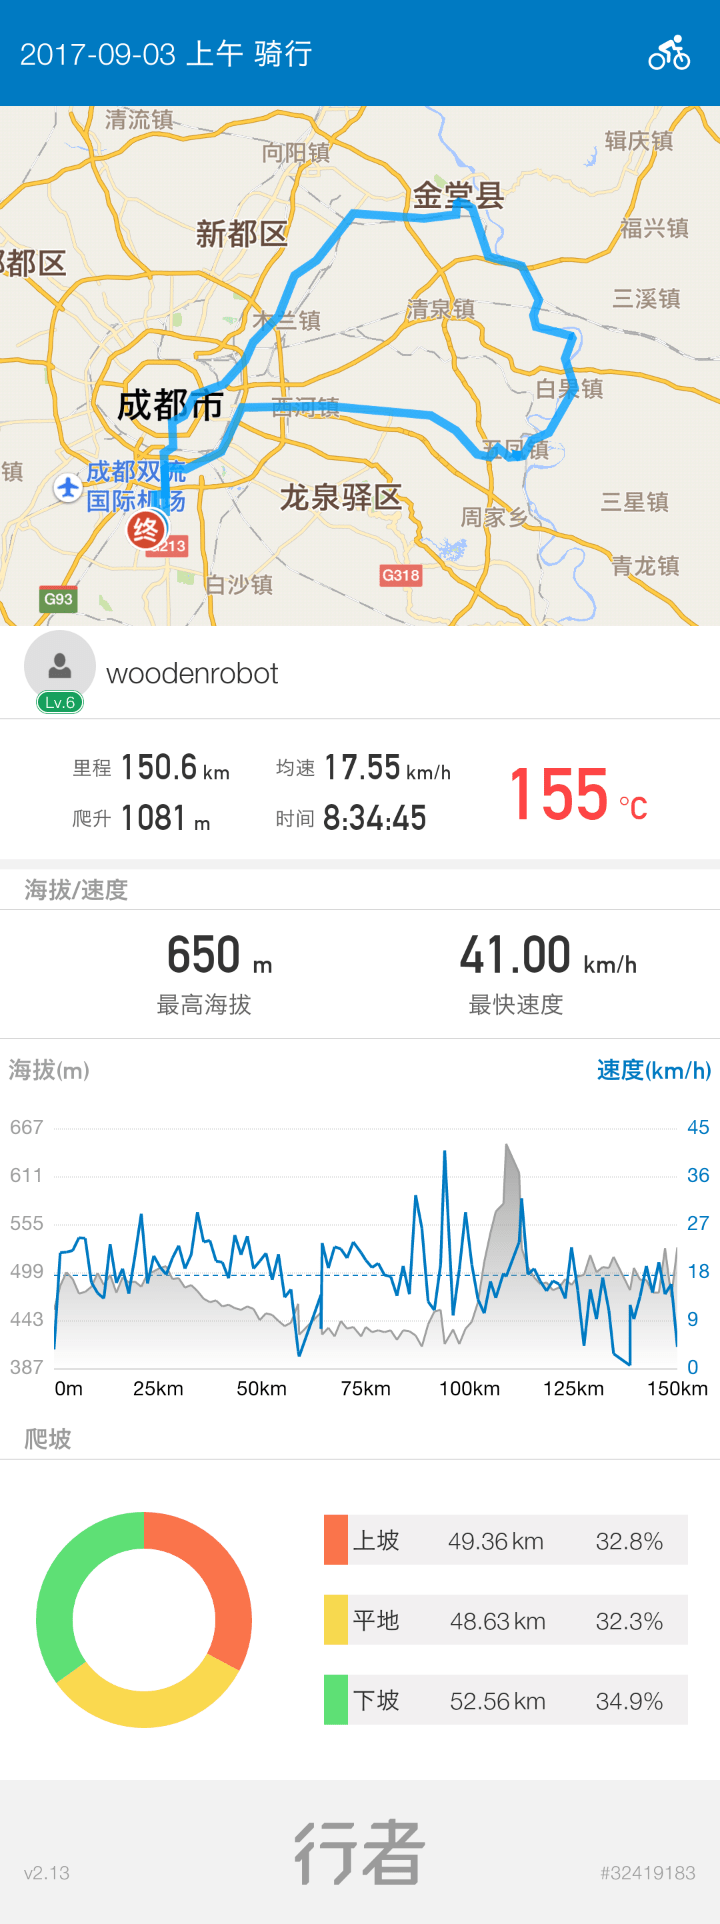 2017-09-03 上午 骑行
清流镇
向阳镇
辑庆镇
金堂县
新都区
福兴镇
都区
三溪镇
清泉镇
木兰镇
白果镇
成都市
西河镇
五凤镇
镇
成都双流
国际机场
龙泉驿区
三星镇
周家乡
终
G213
青龙镇
G318
白沙镇
G93
woodenrobot
Lv.6
里程 150.6 km 均速 17.55 km/h
155 °C
爬升 1081 m 时间 8:34:45
海拔/速度
650 m 41.00 km/h
最高海拔 最快速度
海拔(m) 速度(km/h)
667 45
611 36
555 27
499 18
443 9
387 0
0m 25km 50km 75km 100km 125km 150km
爬坡
上坡 49.36 km 32.8%
平地 48.63 km 32.3%
下坡 52.56 km 34.9%
行者
v2.13 #32419183